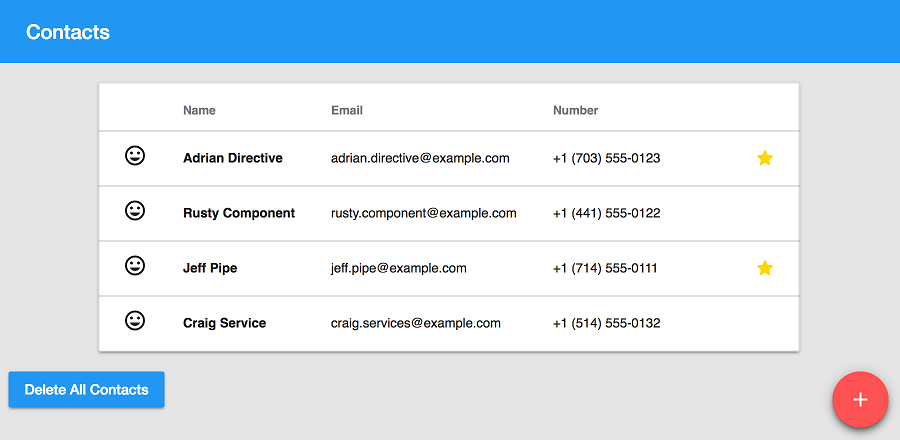 Contacts
Name Email Number
Adrian Directive adrian.directive@example.com +1 (703) 555-0123
Rusty Component rusty.component@example.com +1 (441) 555-0122
Jeff Pipe jeff.pipe@example.com +1 (714) 555-0111
Craig Service craig.services@example.com +1 (514) 555-0132
Delete All Contacts
+